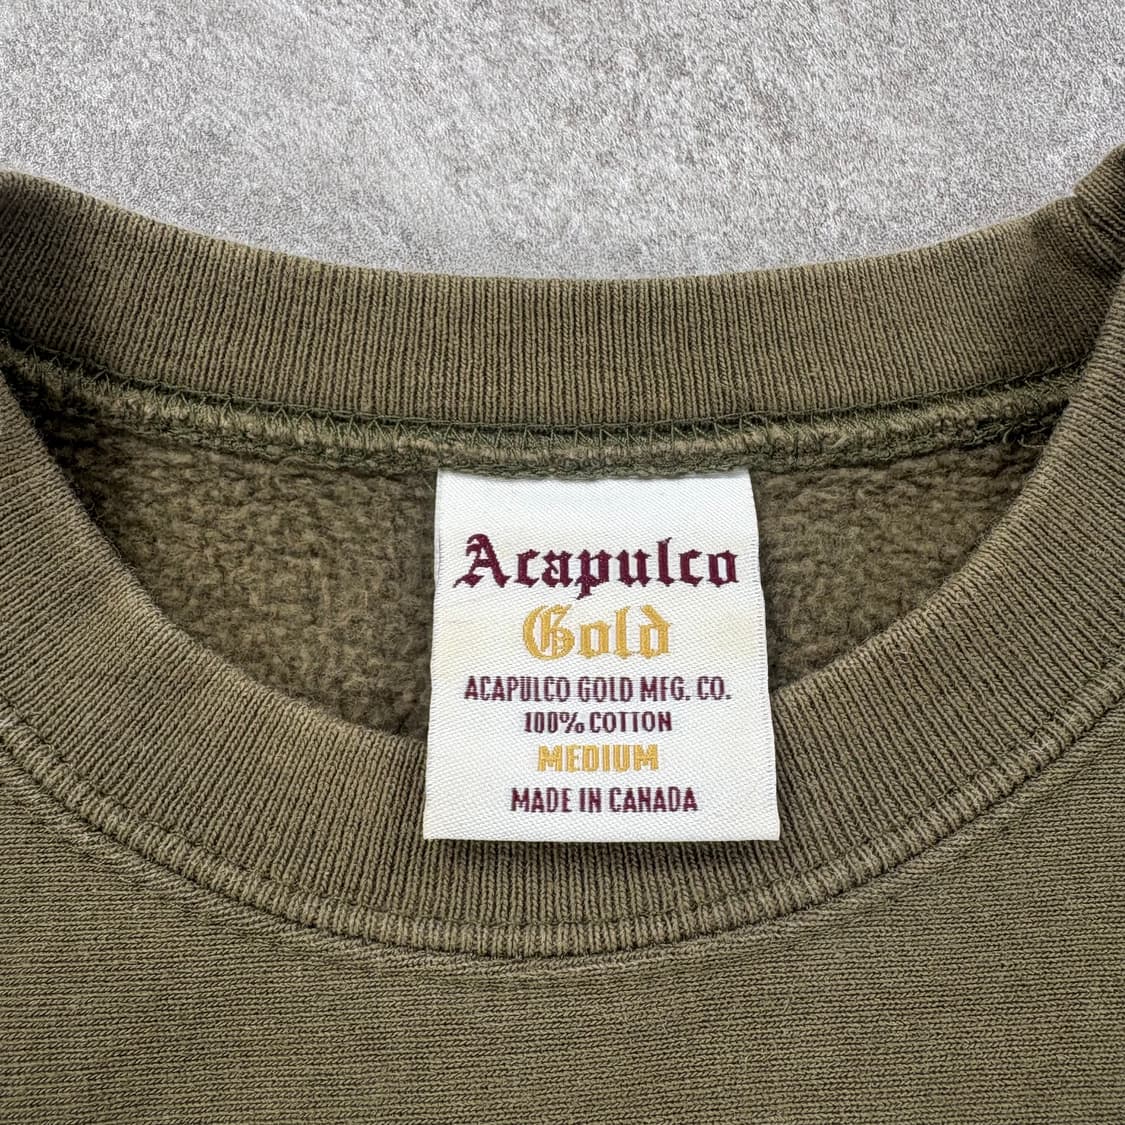 Acapulco
Gold
ACAPULCO GOLD MFG. CO.
100% COTTON
MEDIUM
MADE IN CANADA